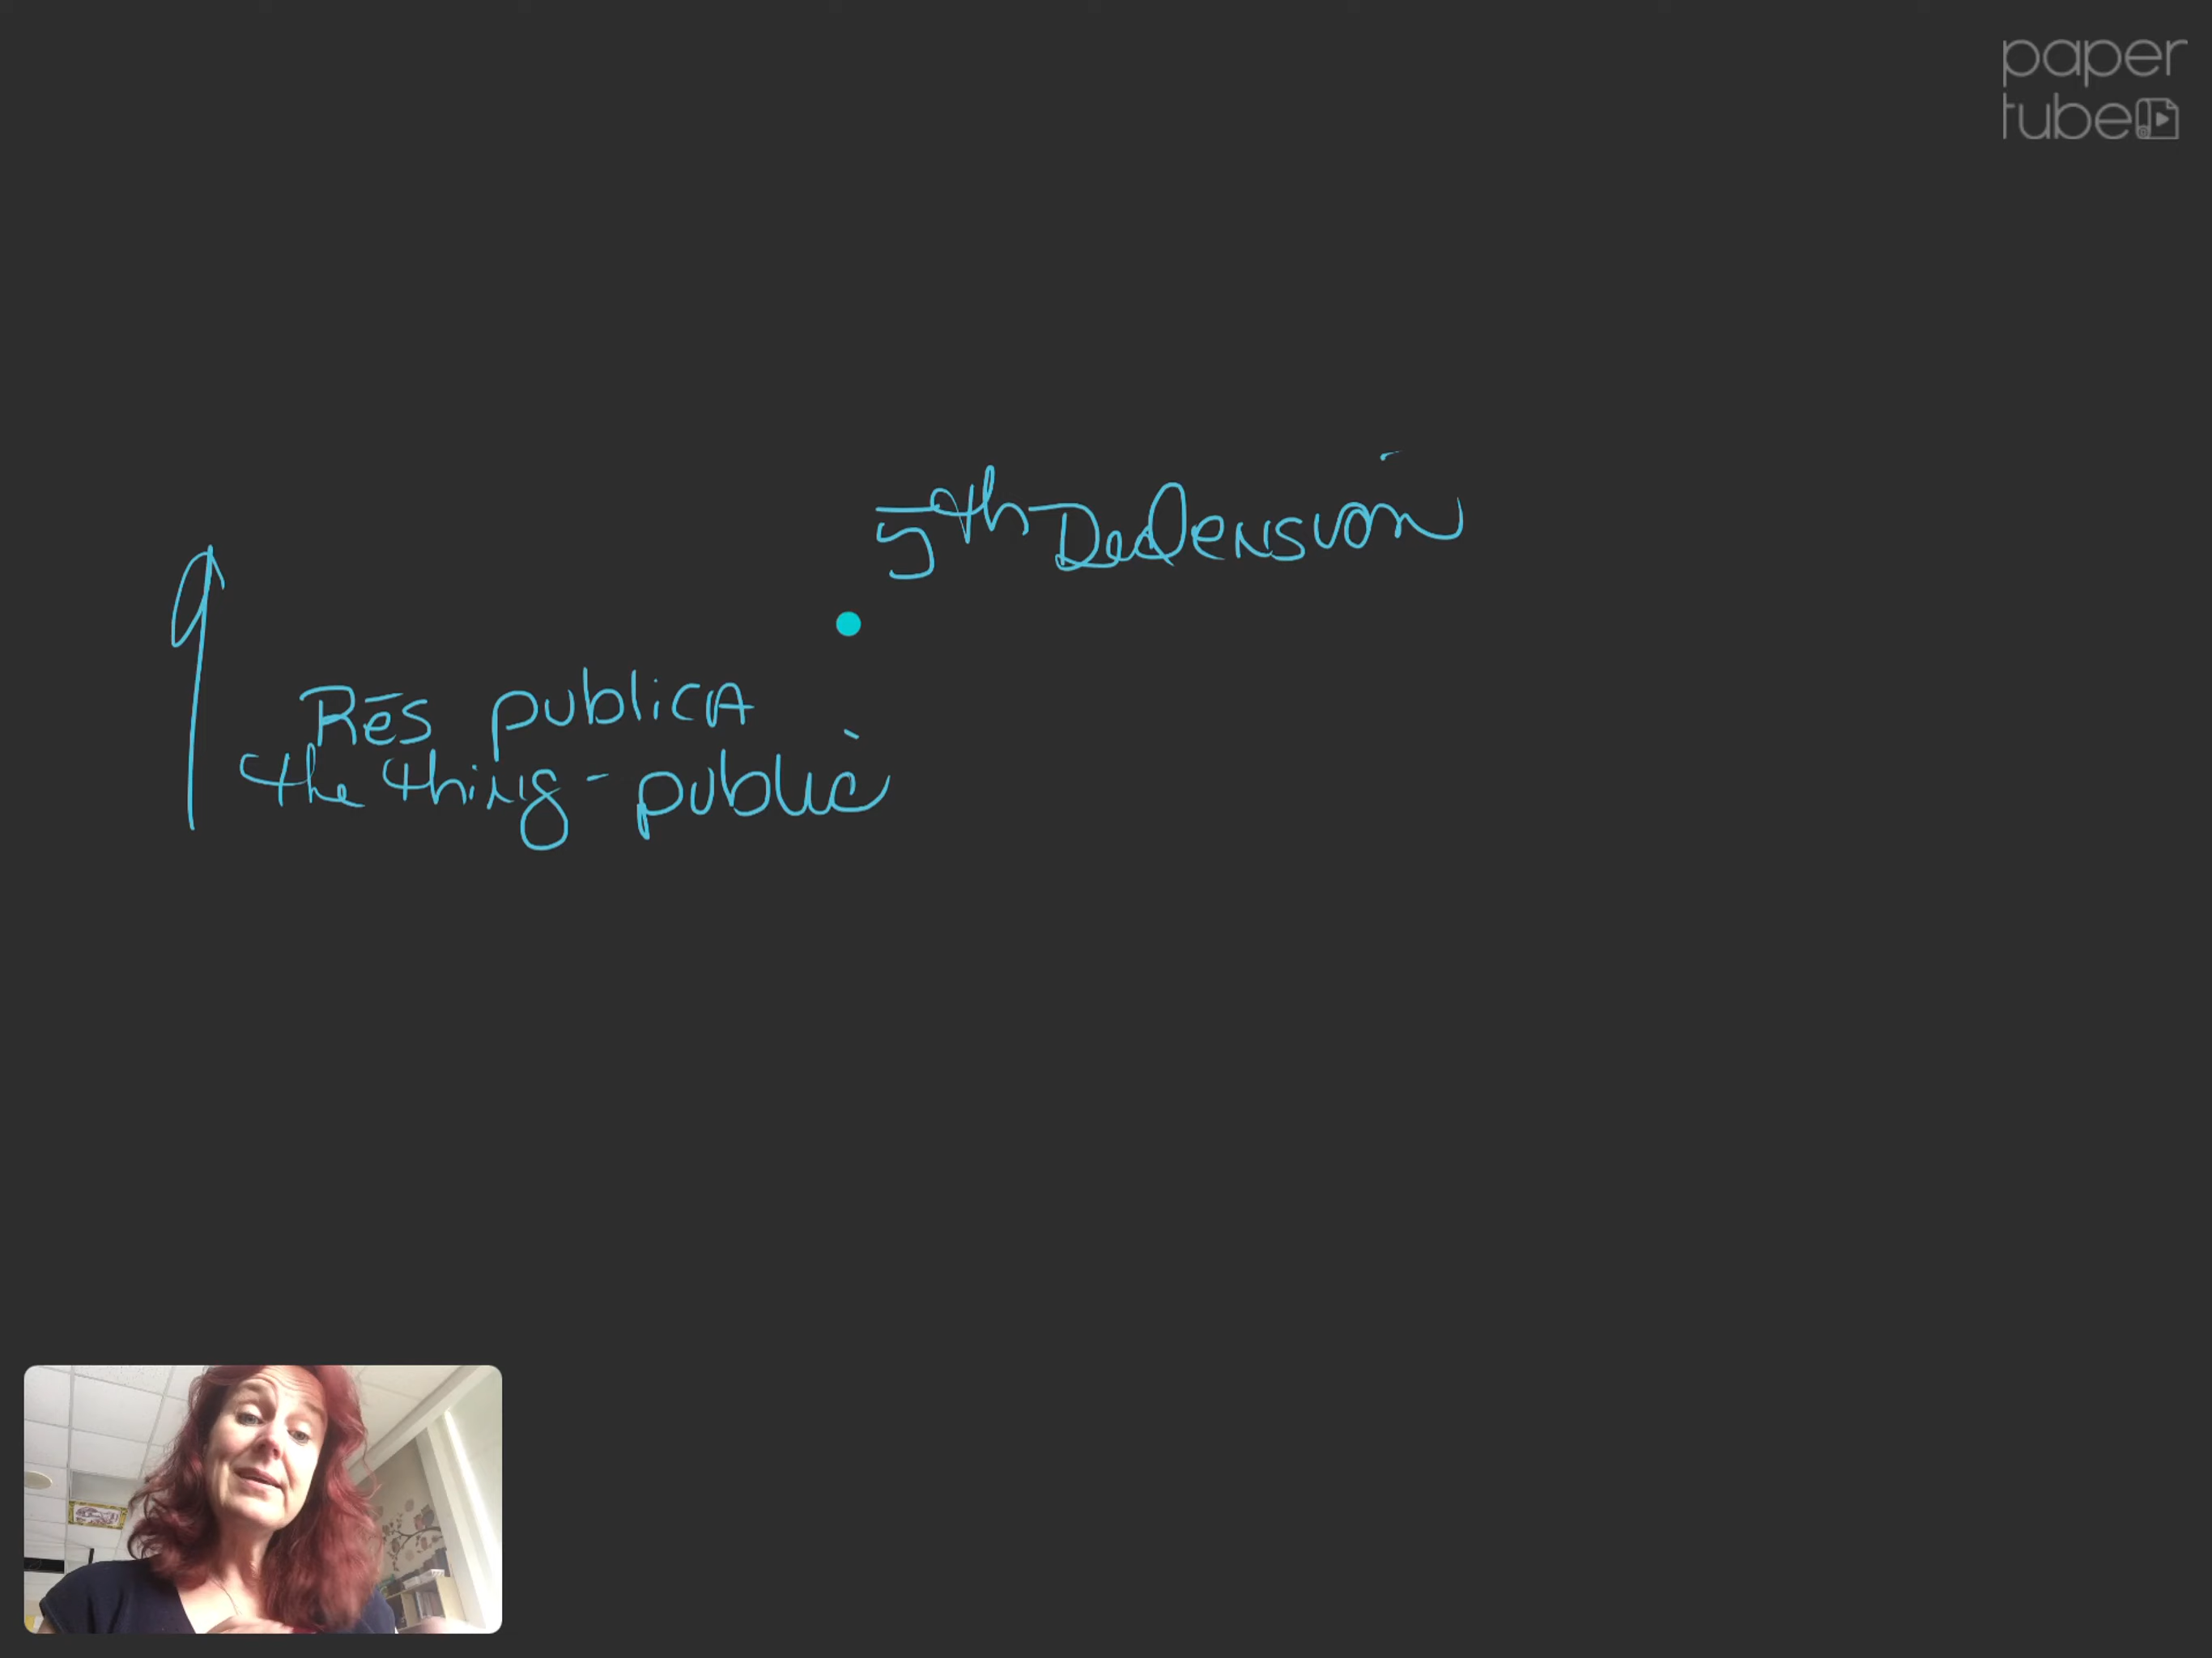 paper
tube
5th Declension
Rēs publica
the thing-public